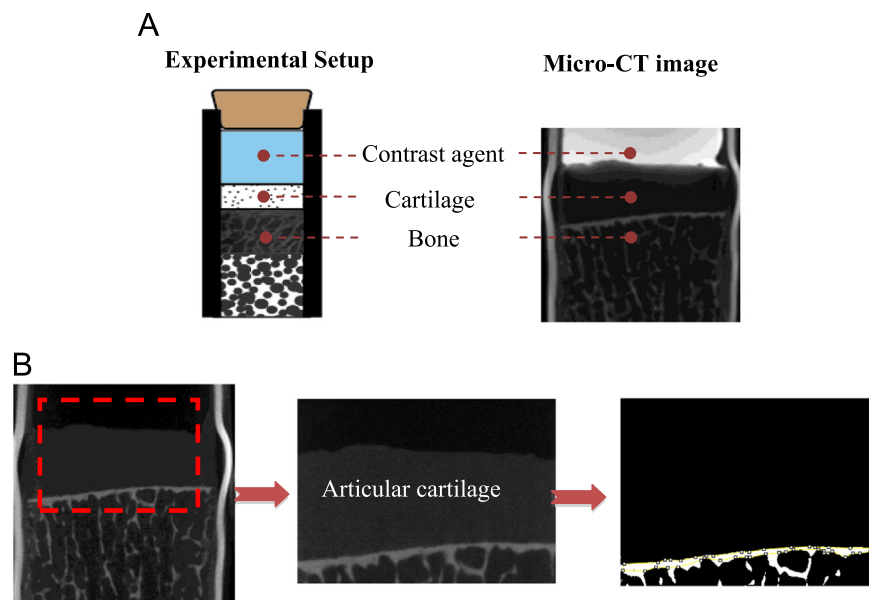 A
Experimental Setup
Micro-CT image
Contrast agent
Cartilage
Bone
B
Articular cartilage